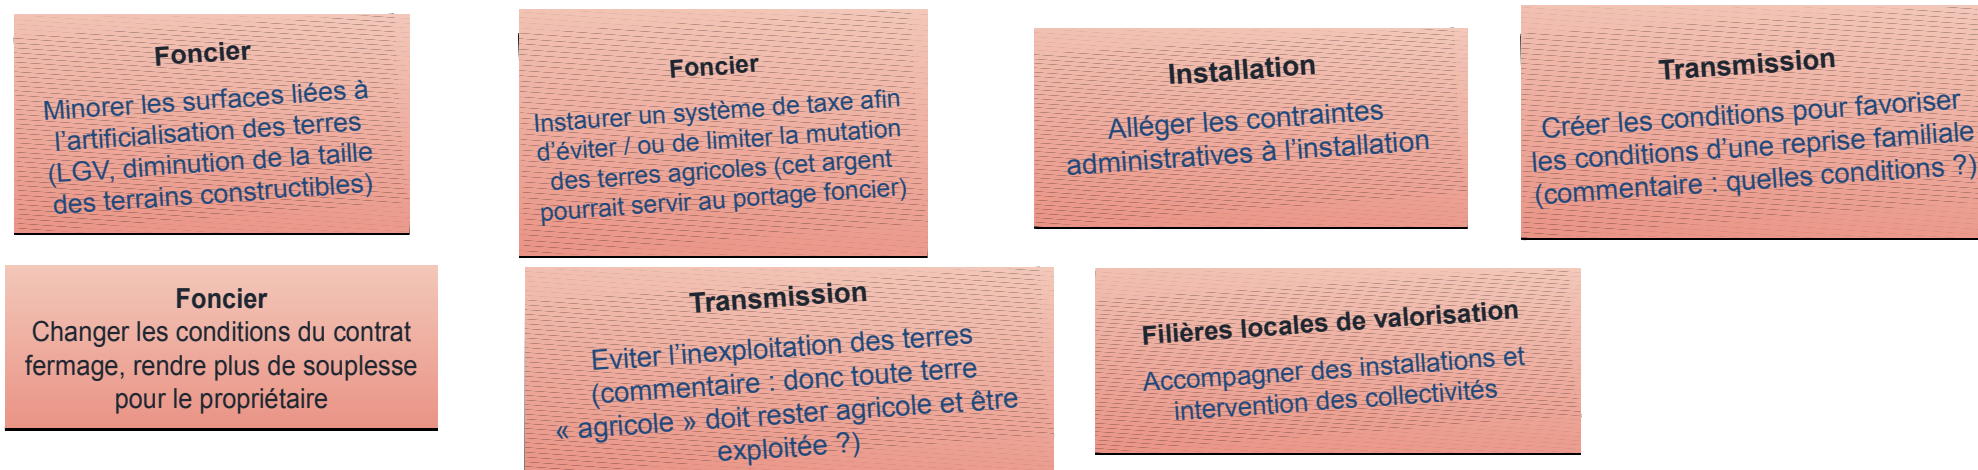 Foncier
Minorer les surfaces liées à
l’artificialisation des terres
(LGV, diminution de la taille
des terrains constructibles)
Foncier
Instaurer un système de taxe afin
d’éviter / ou de limiter la mutation
des terres agricoles (cet argent
pourrait servir au portage foncier)
Installation
Alléger les contraintes
administratives à l’installation
Transmission
Créer les conditions pour favoriser
les conditions d’une reprise familiale
(commentaire : quelles conditions ?)
Foncier
Changer les conditions du contrat
fermage, rendre plus de souplesse
pour le propriétaire
Transmission
Eviter l’inexploitation des terres
(commentaire : donc toute terre
« agricole » doit rester agricole et être
exploitée ?)
Filières locales de valorisation
Accompagner des installations et
intervention des collectivités